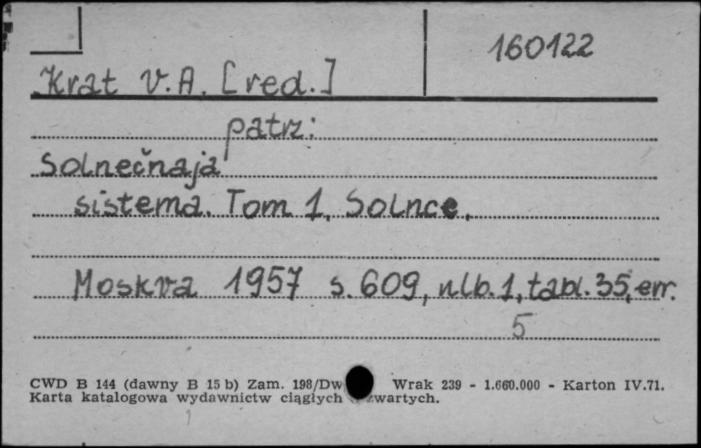 160122
Krat V.A. [red.]
patrz:
Solnečnaja
sistema. Tom 1. Solnce.
Moskva 1957 s. 609, nlb. 1, tabl. 35, err.
5
CWD B 144 (dawny B 15 b) Zam. 198/Dw Wrak 239 - 1.660.000 - Karton IV.71.
Karta katalogowa wydawnictw ciągłych zwartych.